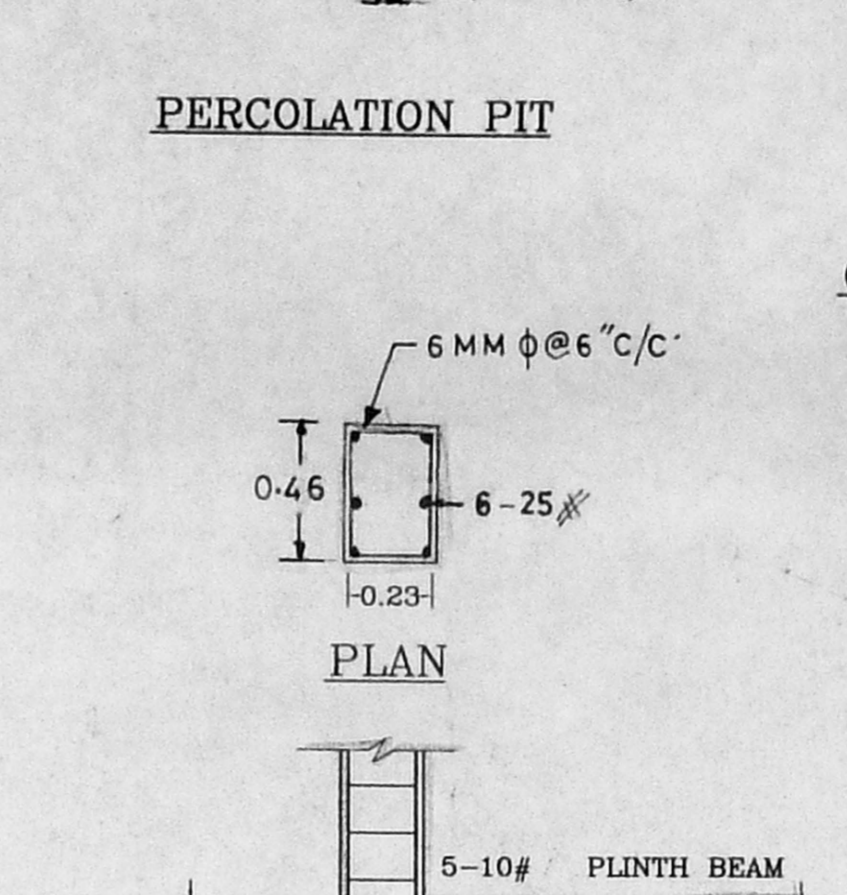 PERCOLATION PIT
6 MM ϕ@6"C/C
0.46
6-25#
0.23
PLAN
5-10# PLINTH BEAM